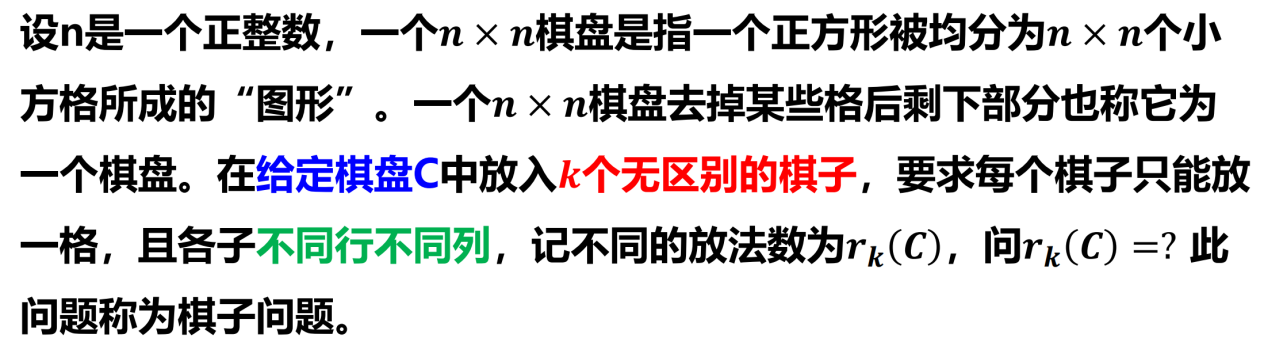 设n是一个正整数，一个n × n棋盘是指一个正方形被均分为n × n个小
方格所成的“图形”。一个n × n棋盘去掉某些格后剩下部分也称它为
一个棋盘。在给定棋盘C中放入k个无区别的棋子，要求每个棋子只能放
一格，且各子不同行不同列，记不同的放法数为rₖ(C)，问rₖ(C) =? 此
问题称为棋子问题。